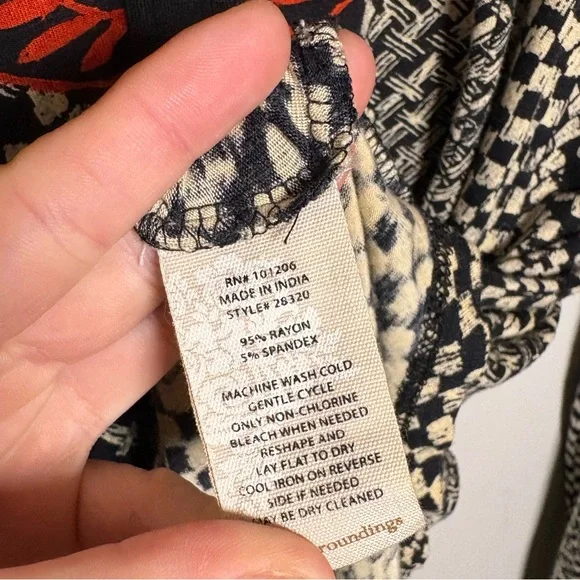 RN# 101206
MADE IN INDIA
STYLE# 28320
95% RAYON
5% SPANDEX
MACHINE WASH COLD
GENTLE CYCLE
ONLY NON-CHLORINE
BLEACH WHEN NEEDED
RESHAPE AND
LAY FLAT TO DRY
COOL IRON ON REVERSE
SIDE IF NEEDED
MAY BE DRY CLEANED
roundings